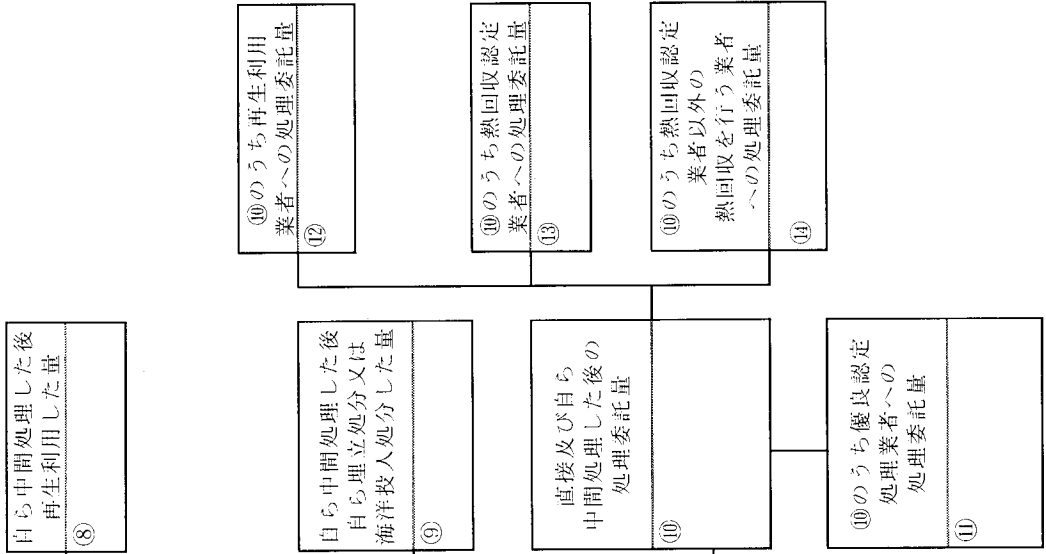 自ら中間処理した後
再生利用した量
⑧
自ら中間処理した後
自ら埋立処分又は
海洋投入処分した量
⑨
直接及び自ら
中間処理した後の
処理委託量
⑩
⑩のうち優良認定
処理業者への
処理委託量
⑪
⑩のうち再生利用
業者への処理委託量
⑫
⑩のうち熱回収認定
業者への処理委託量
⑬
⑩のうち熱回収認定
業者以外の
熱回収を行う業者
への処理委託量
⑭